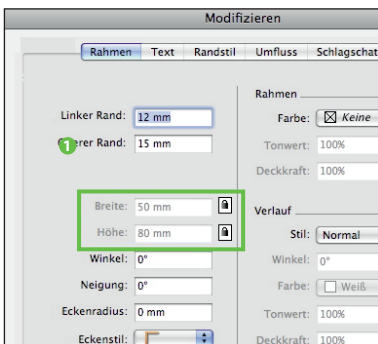 Modifizieren
Rahmen Text Randstil Umfluss Schlagschat
Linker Rand: 12 mm
1 erer Rand: 15 mm
Breite: 50 mm
Höhe: 80 mm
Winkel: 0°
Neigung: 0°
Eckenradius: 0 mm
Eckenstil:
Rahmen
Farbe: Keine
Tonwert: 100%
Deckkraft: 100%
Verlauf
Stil: Normal
Winkel: 0°
Farbe: Weiß
Tonwert: 100%
Deckkraft: 100%